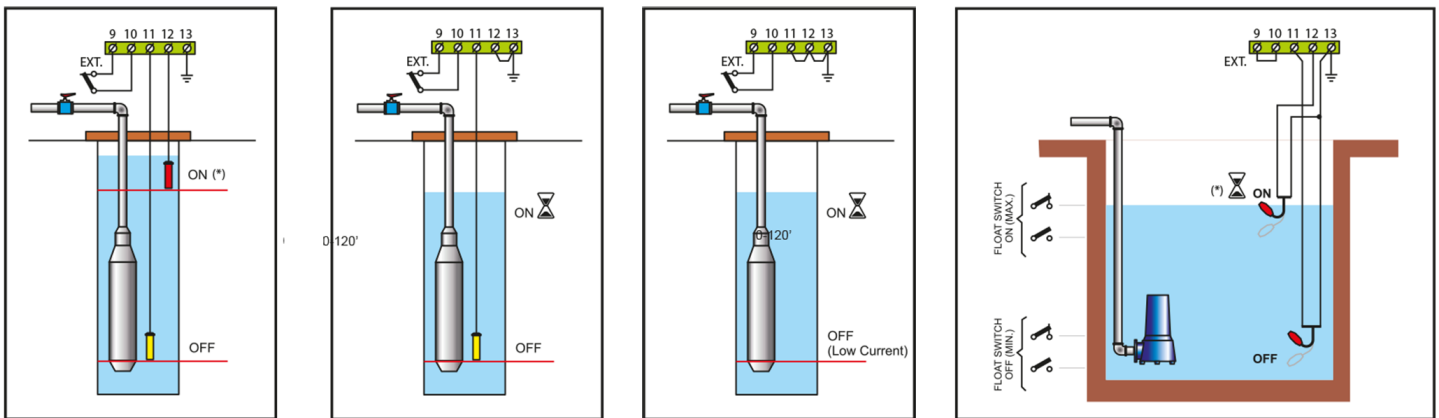 9 10 11 12 13
EXT.
ON (*)
OFF
9 10 11 12 13
EXT.
ON
0-120'
OFF
9 10 11 12 13
EXT.
ON
0-120'
OFF
(Low Current)
9 10 11 12 13
EXT.
(*) ON
FLOAT SWITCH
ON (MAX.)
FLOAT SWITCH
OFF (MIN.)
OFF